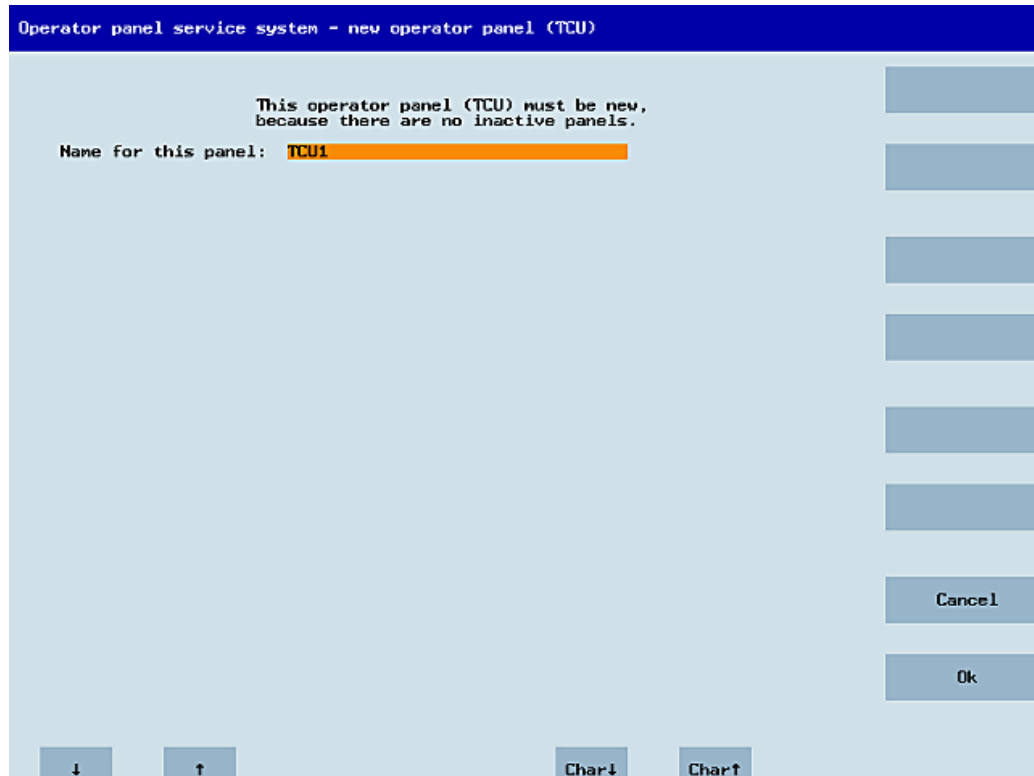 Operator panel service system - new operator panel (TCU)
This operator panel (TCU) must be new,
because there are no inactive panels.
Name for this panel: TCU1
Cancel
Ok
↓ ↑ Char↓ Char↑